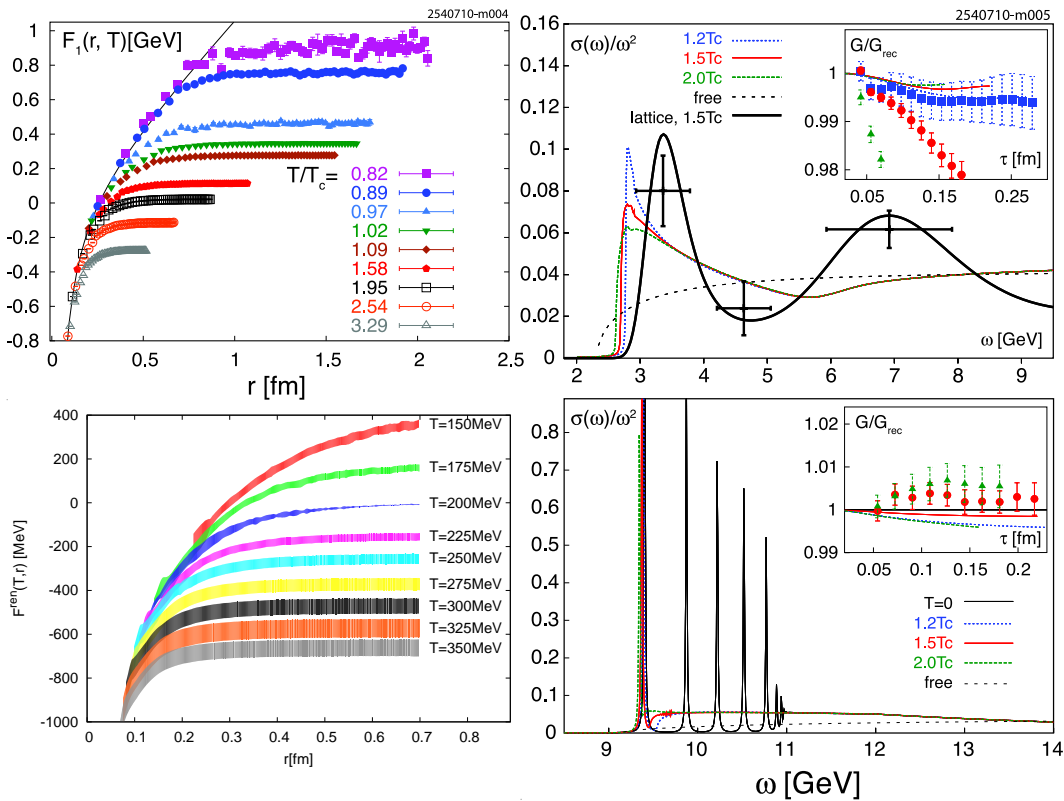 2540710-m004
F₁(r, T)[GeV]
1
0.8
0.6
0.4
0.2
0
-0.2
-0.4
-0.6
-0.8
T/Tc=
0.82
0.89
0.97
1.02
1.09
1.58
1.95
2.54
3.29
0 0.5 1 1.5 2 2.5
r [fm]
2540710-m005
σ(ω)/ω²
0.16
0.14
0.12
0.1
0.08
0.06
0.04
0.02
0
1.2Tc
1.5Tc
2.0Tc
free
lattice, 1.5Tc
G/Grec
1
0.99
0.98
τ [fm]
0.05 0.15 0.25
ω [GeV]
2 3 4 5 6 7 8 9
400
200
0
-200
-400
-600
-800
-1000
F^ren(T,r) [MeV]
T=150MeV
T=175MeV
T=200MeV
T=225MeV
T=250MeV
T=275MeV
T=300MeV
T=325MeV
T=350MeV
0 0.1 0.2 0.3 0.4 0.5 0.6 0.7 0.8
r[fm]
σ(ω)/ω²
0.8
0.7
0.6
0.5
0.4
0.3
0.2
0.1
0
G/Grec
1.02
1.01
1
0.99
τ [fm]
0.05 0.1 0.15 0.2
T=0
1.2Tc
1.5Tc
2.0Tc
free
9 10 11 12 13 14
ω [GeV]